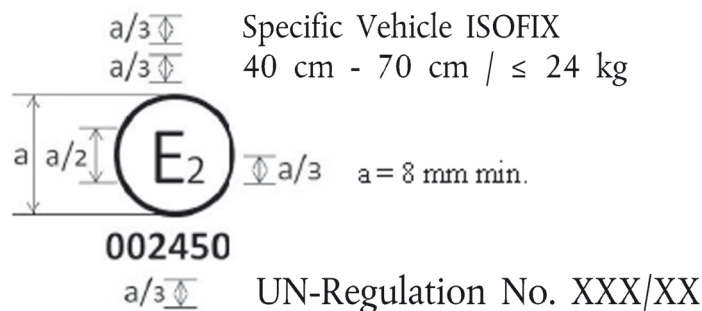 a/3 Specific Vehicle ISOFIX
a/3 40 cm - 70 cm / ≤ 24 kg
a a/2 E2 a/3 a = 8 mm min.
002450
a/3 UN-Regulation No. XXX/XX